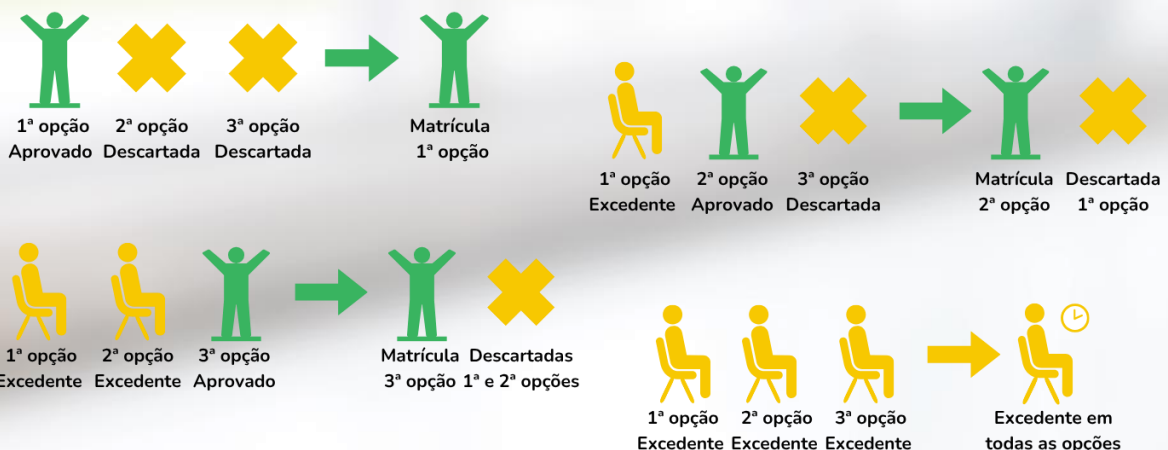 1ª opção 2ª opção 3ª opção Matrícula
Aprovado Descartada Descartada 1ª opção
1ª opção 2ª opção 3ª opção Matrícula Descartada
Excedente Aprovado Descartada 2ª opção 1ª opção
1ª opção 2ª opção 3ª opção Matrícula Descartadas
Excedente Excedente Aprovado 3ª opção 1ª e 2ª opções
1ª opção 2ª opção 3ª opção Excedente em
Excedente Excedente Excedente todas as opções